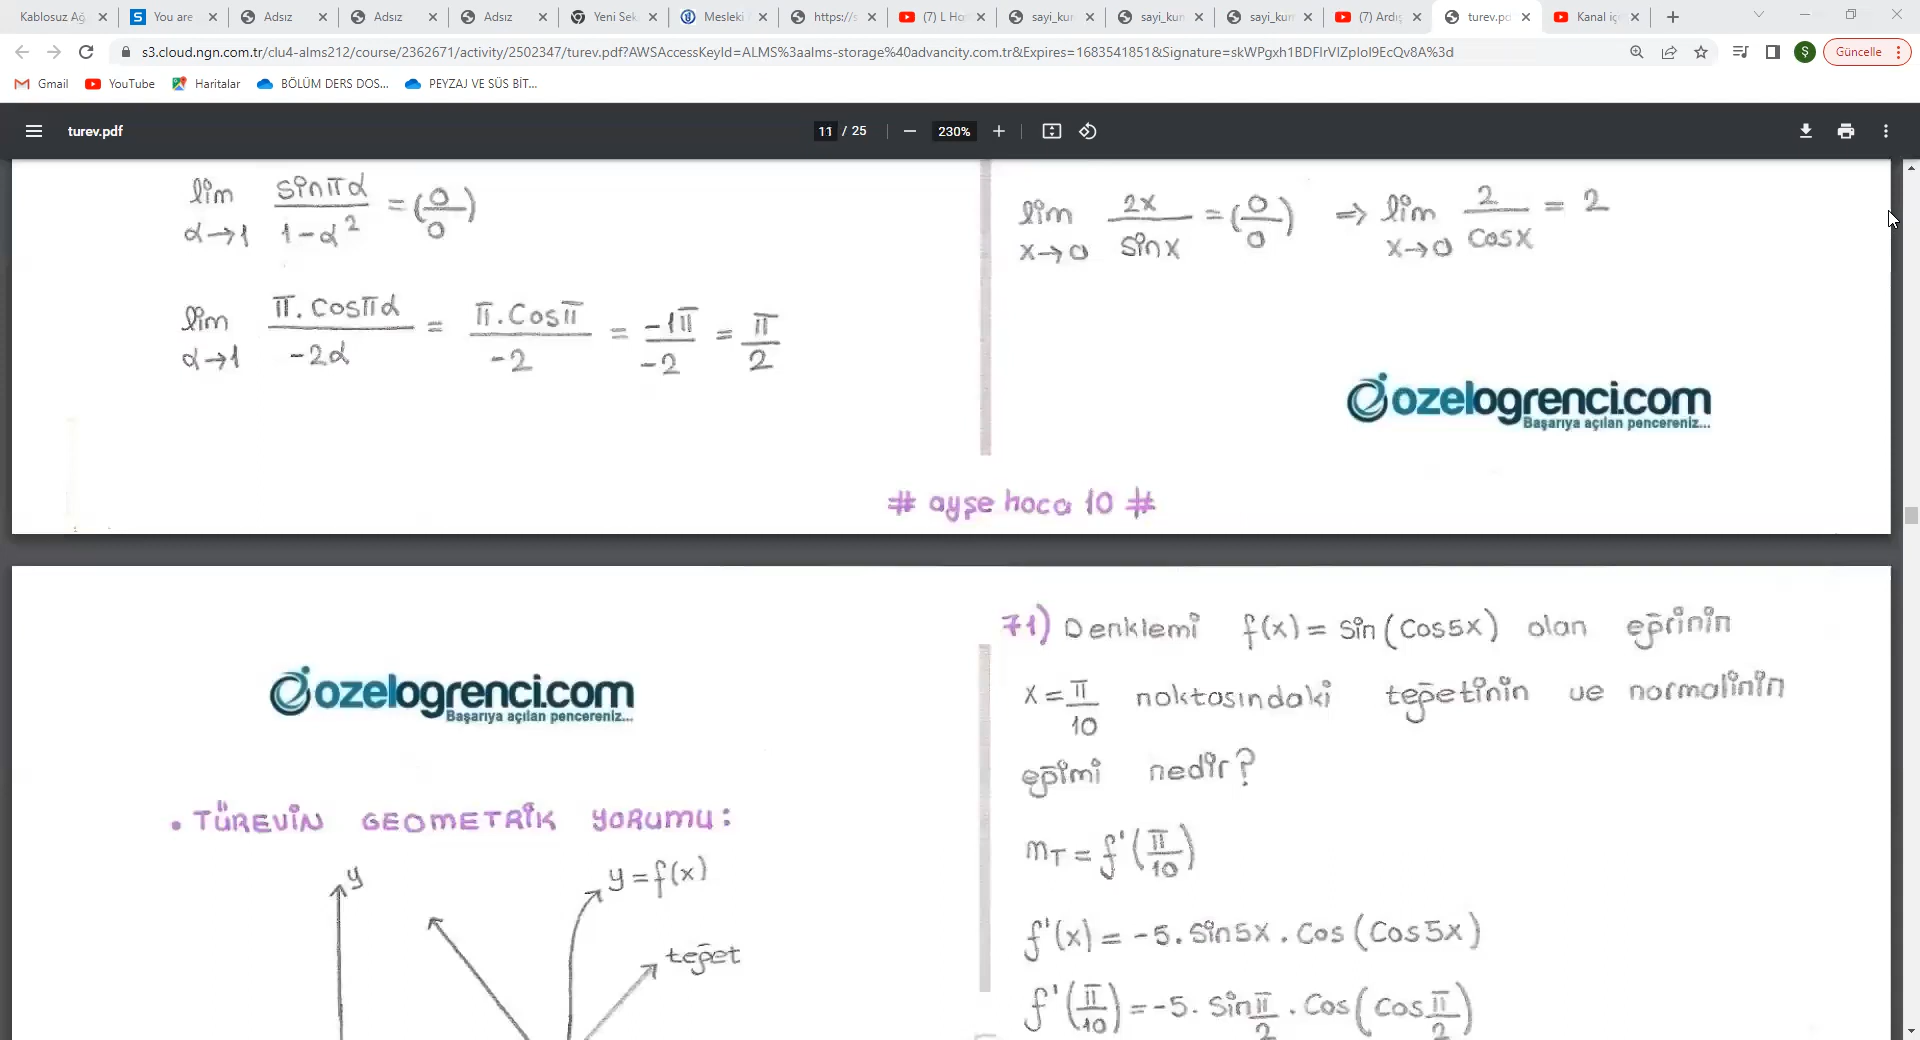 Kablosuz Ağ
You are
Adsız
Adsız
Adsız
Yeni Sek
Mesleki
https://s
(7) L Ho
sayi_kur
sayi_kun
sayi_kum
(7) Ardış
turev.pd
Kanal iç
s3.cloud.ngn.com.tr/clu4-alms212/course/2362671/activity/2502347/turev.pdf?AWSAccessKeyId=ALMS%3aalms-storage%40advancity.com.tr&Expires=1683541851&Signature=skWPgxh1BDFlrVIZploI9EcQv8A%3d
Ş
Güncelle
Gmail
YouTube
Haritalar
BÖLÜM DERS DOS...
PEYZAJ VE SÜS BİT...
turev.pdf
11 / 25
230%
lim α→1 sinπα / 1-α² = (0/0)
lim α→1 π.cosπα / -2α = π.cosπ / -2 = -1π / -2 = π/2
lim x→0 2x / sinx = (0/0) ⇒ lim x→0 2 / cosx = 2
ozelogrenci.com
Başarıya açılan pencereniz...
# ayşe hoca 10 #
ozelogrenci.com
Başarıya açılan pencereniz...
• TÜREVİN GEOMETRİK YORUMU:
y
y=f(x)
teğet
71) Denklemi f(x)= sin(cos5x) olan eğrinin
x=π/10 noktasındaki teğetinin ve normalinin
eğimi nedir?
mT = f'(π/10)
f'(x) = -5.sin5x.cos(cos5x)
f'(π/10) = -5.sinπ/2.cos(cosπ/2)